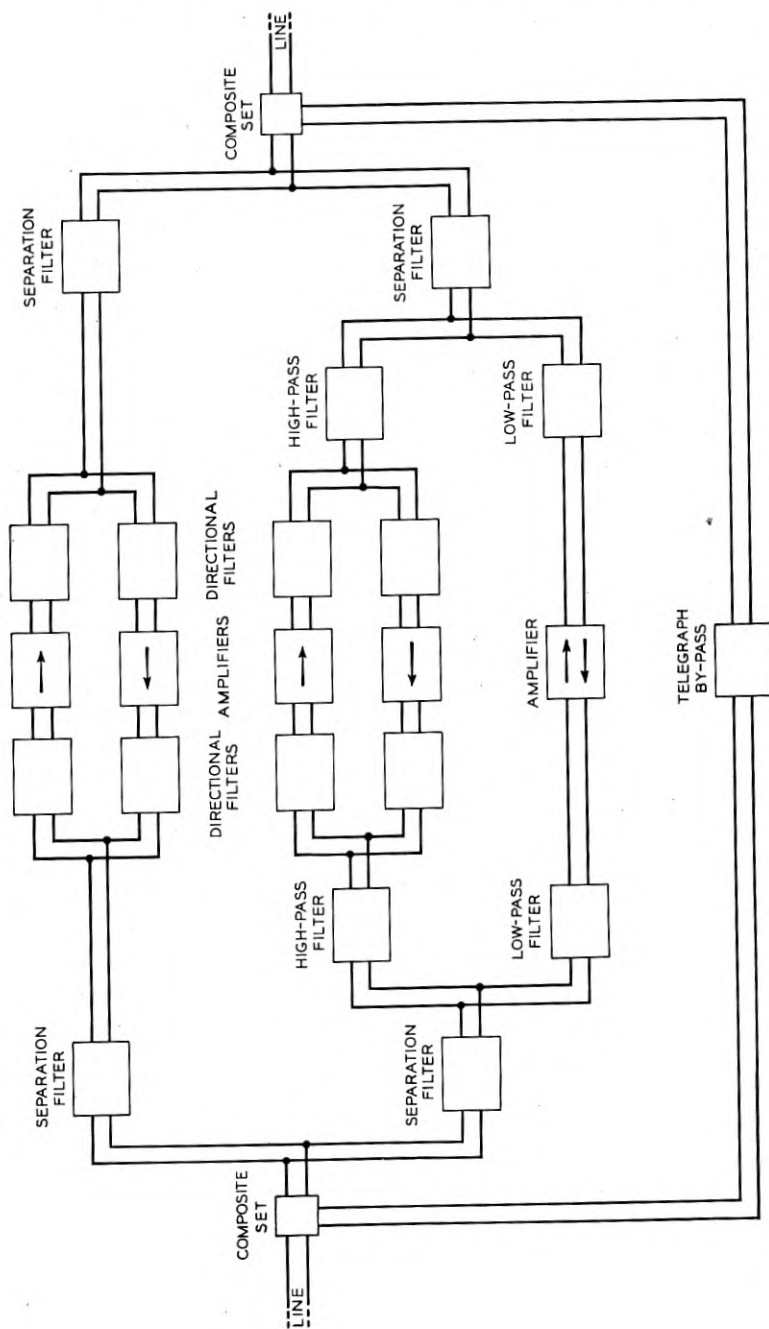 LINE
COMPOSITE
SET
SEPARATION
FILTER
SEPARATION
FILTER
HIGH-PASS
FILTER
LOW-PASS
FILTER
DIRECTIONAL
FILTERS
AMPLIFIERS
DIRECTIONAL
FILTERS
AMPLIFIER
TELEGRAPH
BY-PASS
HIGH-PASS
FILTER
LOW-PASS
FILTER
SEPARATION
FILTER
SEPARATION
FILTER
COMPOSITE
SET
LINE